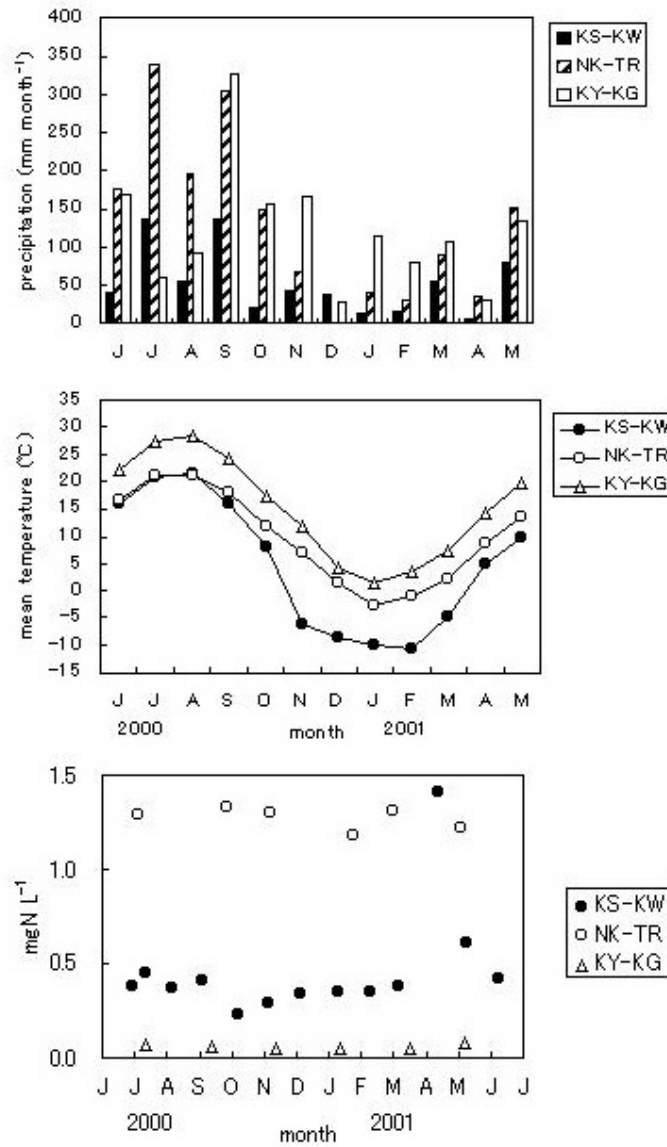 400
350
300
250
200
150
100
50
0
precipitation (mm month⁻¹)
J J A S O N D J F M A M
KS-KW
NK-TR
KY-KG
35
30
25
20
15
10
5
0
-5
-10
-15
mean temperature (℃)
J J A S O N D J F M A M
2000 month 2001
KS-KW
NK-TR
KY-KG
1.5
1.0
0.5
0.0
mgN L⁻¹
J J A S O N D J F M A M J J
2000 month 2001
KS-KW
NK-TR
KY-KG